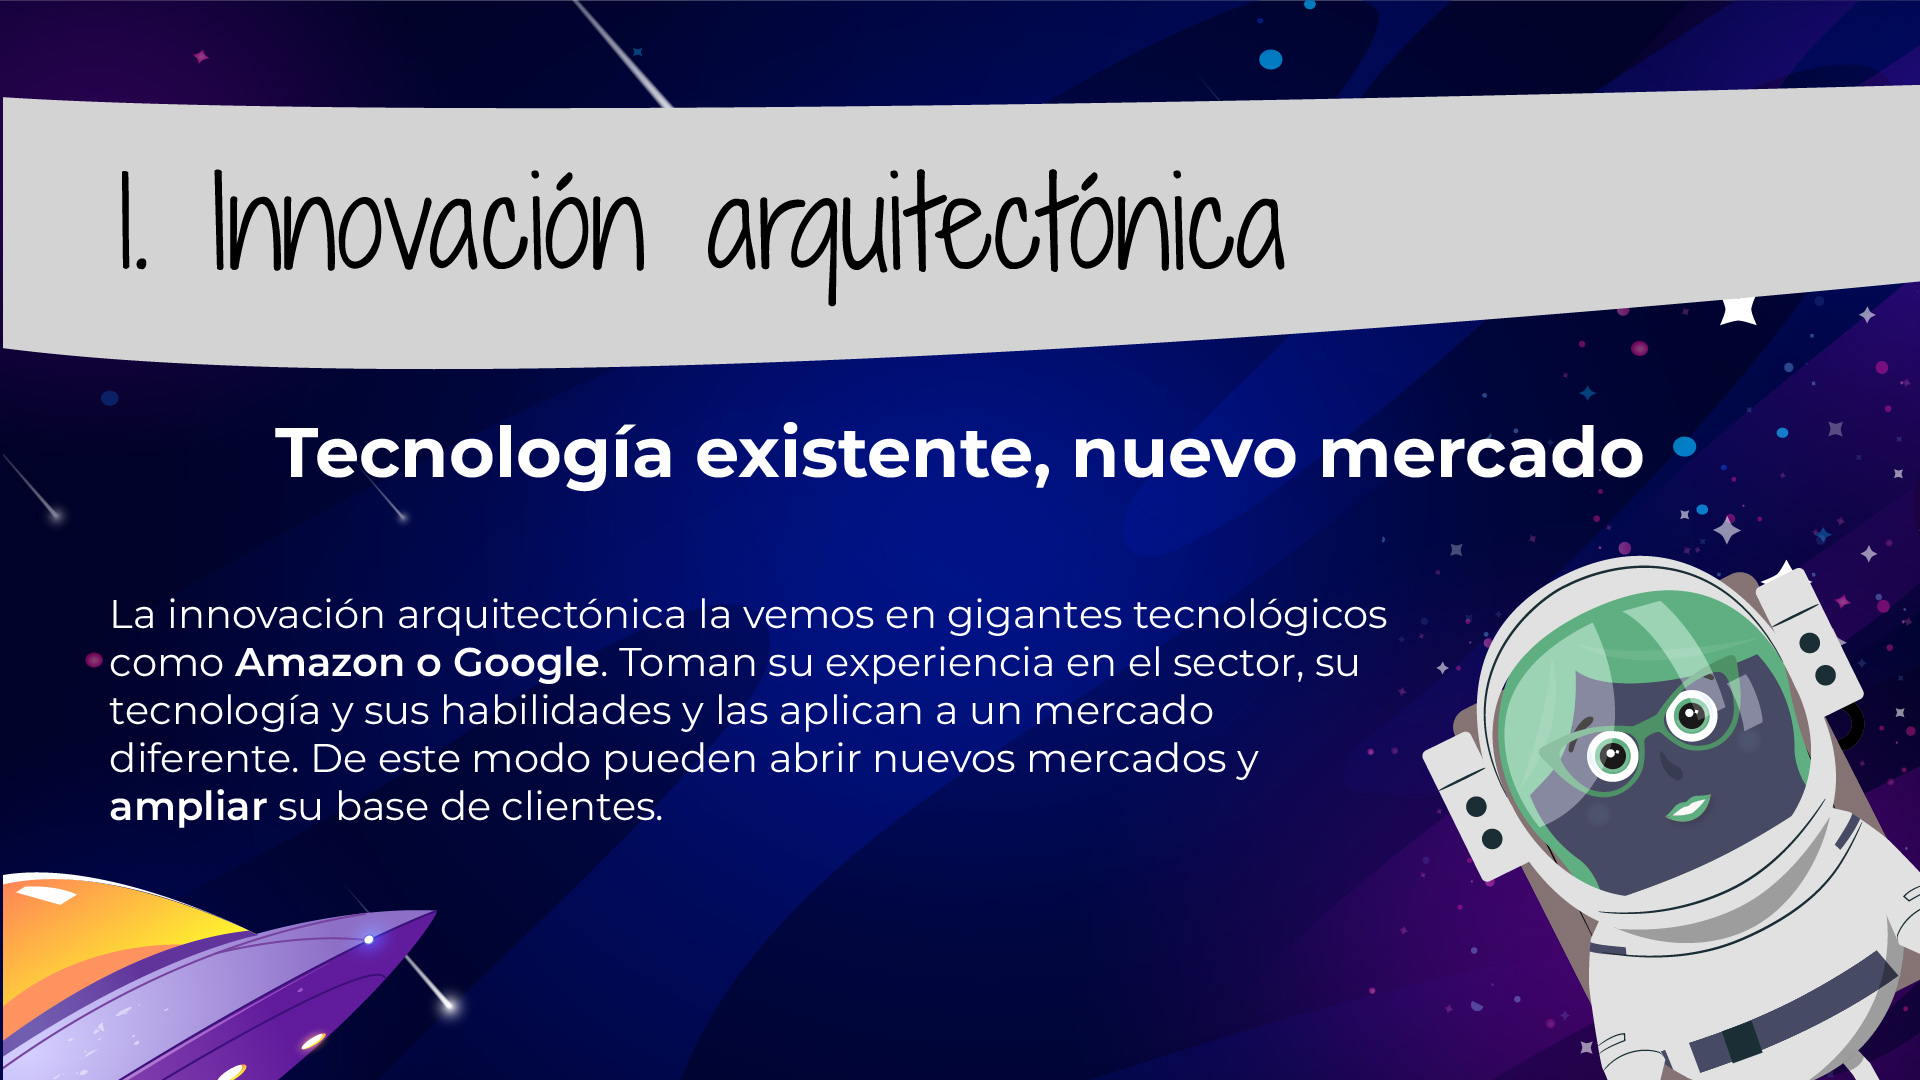 1. Innovación arquitectónica
Tecnología existente, nuevo mercado
La innovación arquitectónica la vemos en gigantes tecnológicos
como Amazon o Google. Toman su experiencia en el sector, su
tecnología y sus habilidades y las aplican a un mercado
diferente. De este modo pueden abrir nuevos mercados y
ampliar su base de clientes.